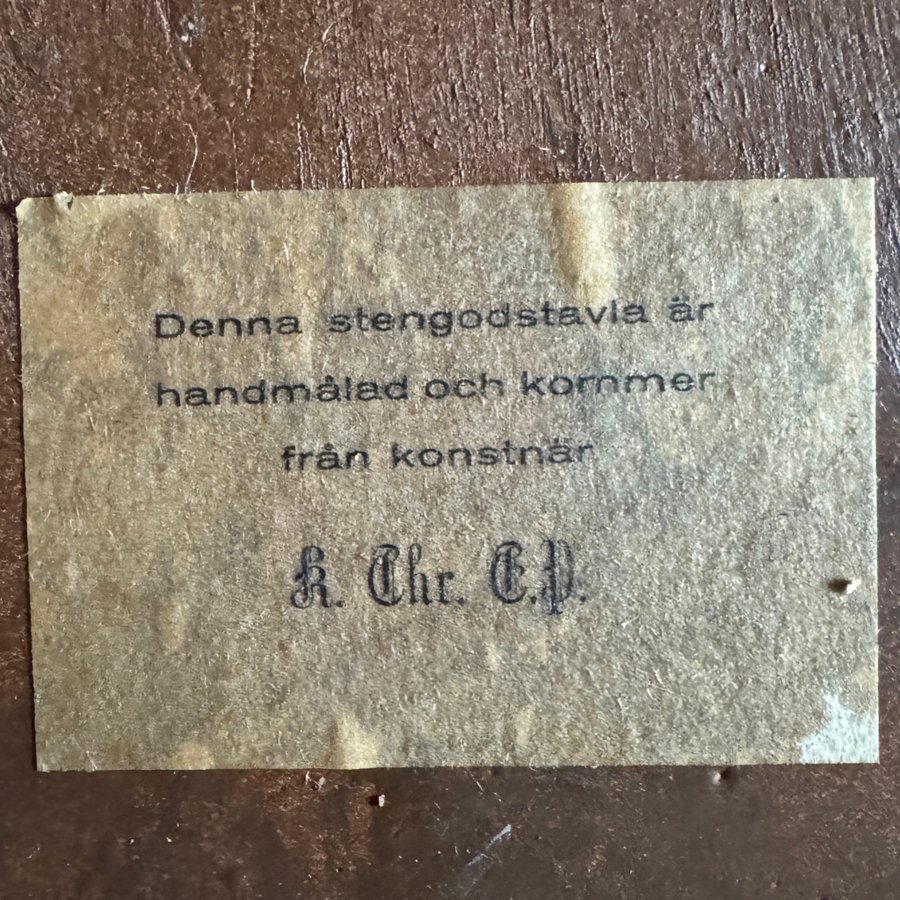 Denna stengodstavla är
handmålad och kommer
från konstnär
K. Chr. E.P.